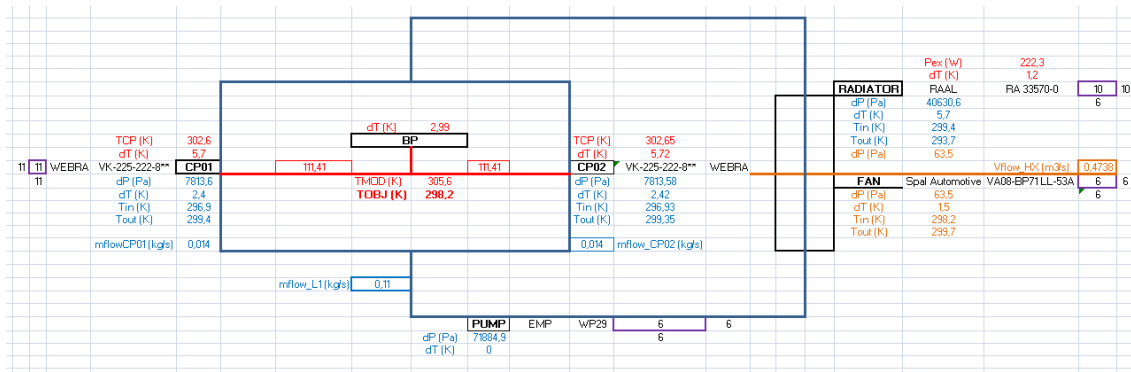 Pex (W) 222,3
dT (K) 1,2
RADIATOR RAAL RA 33570-0 10 10
dP (Pa) 40630,6 6
dT (K) 5,7
Tin (K) 299,4
Tout (K) 293,7
dP (Pa) 63,5
dT (K) 2,99
BP
TCP (K) 302,6
dT (K) 5,7
11 11 WEBRA VK-225-222-8** CP01 111,41 111,41
11
dP (Pa) 7813,6
dT (K) 2,4
Tin (K) 296,9
Tout (K) 299,4
mflowCP01 (kg/s) 0,014
TMOD (K) 305,6
TOBJ (K) 298,2
TCP (K) 302,65
dT (K) 5,72
CP02 VK-225-222-8** WEBRA
dP (Pa) 7813,58
dT (K) 2,42
Tin (K) 296,93
Tout (K) 299,35
0,014 mflow_CP02 (kg/s)
Vflow_HX (m3/s) 0,4738
FAN Spal Automotive VA08-BP71 LL-53A 6 6
dP (Pa) 63,5 6
dT (K) 1,5
Tin (K) 298,2
Tout (K) 299,7
mflow_L1 (kg/s) 0,11
PUMP EMP WP29 6 6
dP (Pa) 71884,9 6
dT (K) 0